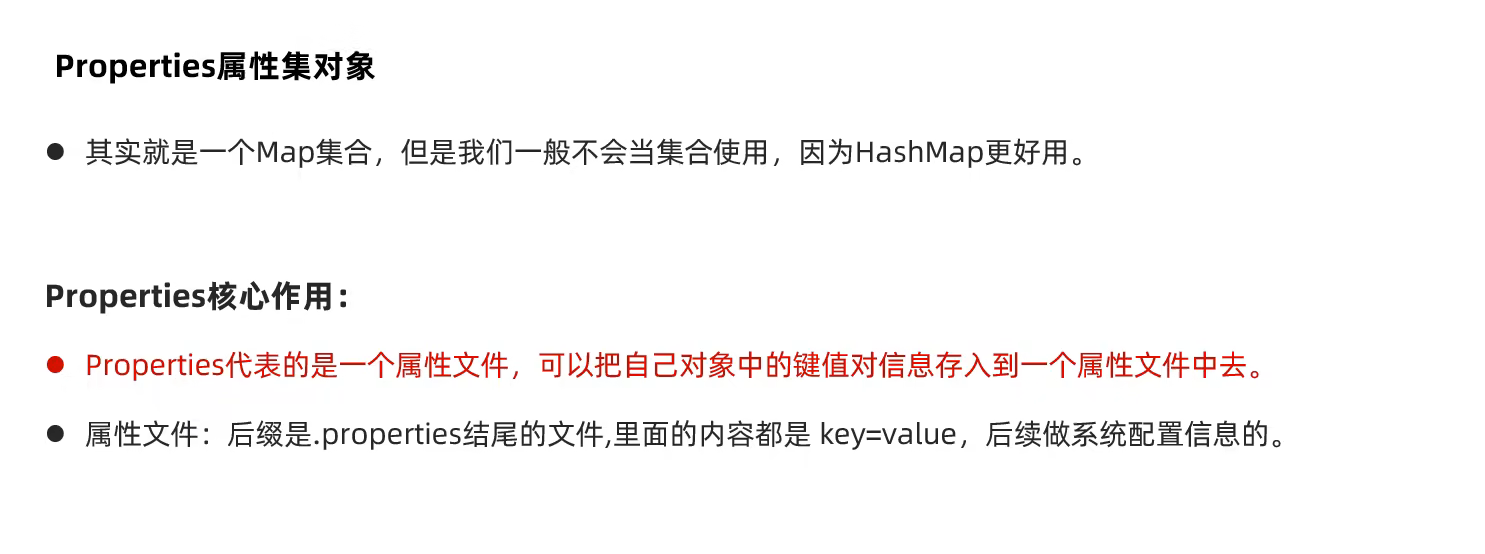 Properties属性集对象
● 其实就是一个Map集合，但是我们一般不会当集合使用，因为HashMap更好用。
Properties核心作用：
● Properties代表的是一个属性文件，可以把自己对象中的键值对信息存入到一个属性文件中去。
● 属性文件：后缀是.properties结尾的文件,里面的内容都是 key=value，后续做系统配置信息的。